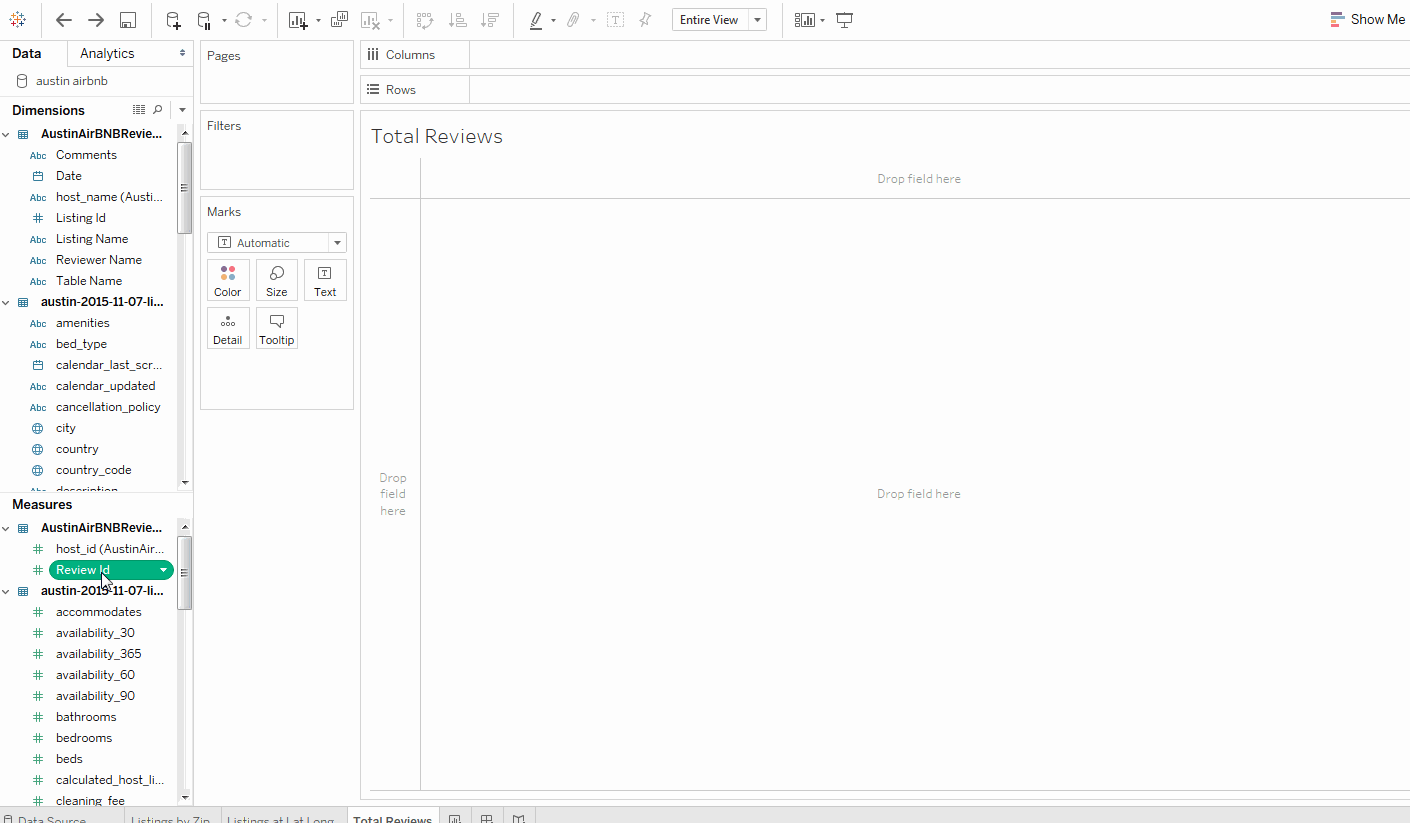 Entire View
Show Me
Data
Analytics
austin airbnb
Dimensions
AustinAirBNBRevie...
Abc Comments
Date
Abc host_name (Austi...
Listing Id
Abc Listing Name
Abc Reviewer Name
Abc Table Name
austin-2015-11-07-li...
Abc amenities
Abc bed_type
calendar_last_scr...
Abc calendar_updated
Abc cancellation_policy
city
country
country_code
Abc description
Measures
AustinAirBNBRevie...
host_id (AustinAir...
Review Id
austin-2015-11-07-li...
accommodates
availability_30
availability_365
availability_60
availability_90
bathrooms
bedrooms
beds
calculated_host_li...
cleaning_fee
Pages
Filters
Marks
T Automatic
Color
Size
T Text
Detail
Tooltip
Columns
Rows
Total Reviews
Drop field here
Drop
field
here
Drop field here
Data Source
Listings by Zip
Listings at Lat Long
Total Reviews